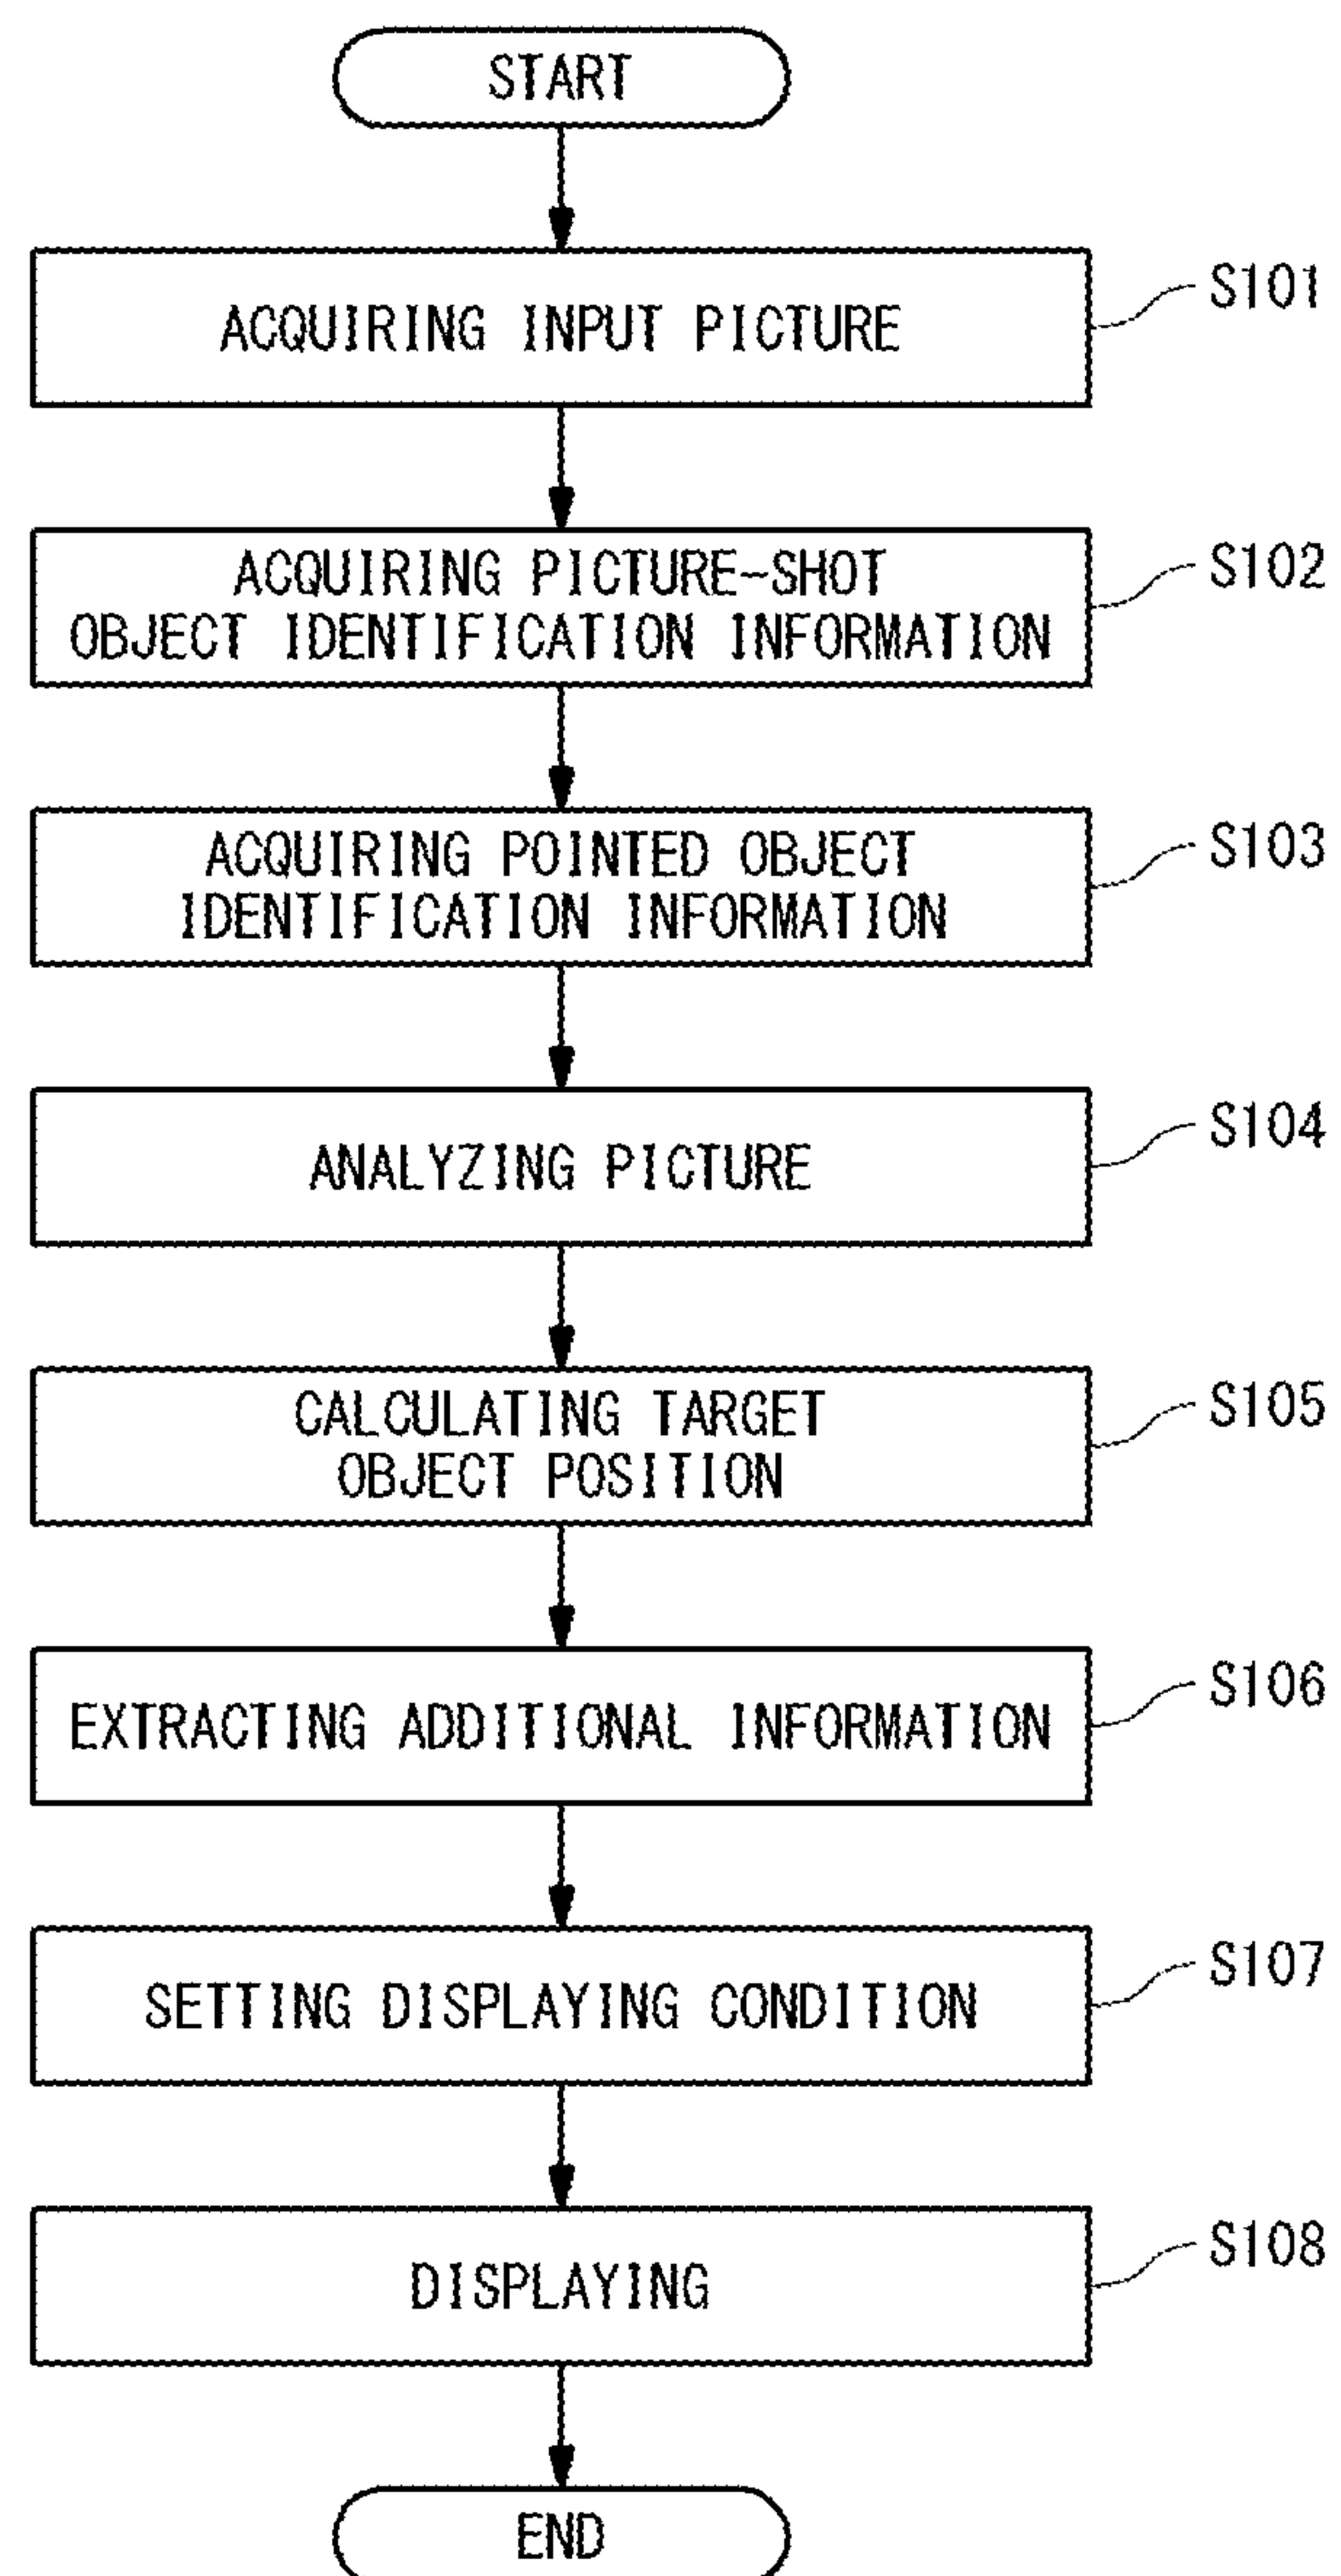 START
ACQUIRING INPUT PICTURE
S101
ACQUIRING PICTURE-SHOT
OBJECT IDENTIFICATION INFORMATION
S102
ACQUIRING POINTED OBJECT
IDENTIFICATION INFORMATION
S103
ANALYZING PICTURE
S104
CALCULATING TARGET
OBJECT POSITION
S105
EXTRACTING ADDITIONAL INFORMATION
S106
SETTING DISPLAYING CONDITION
S107
DISPLAYING
S108
END